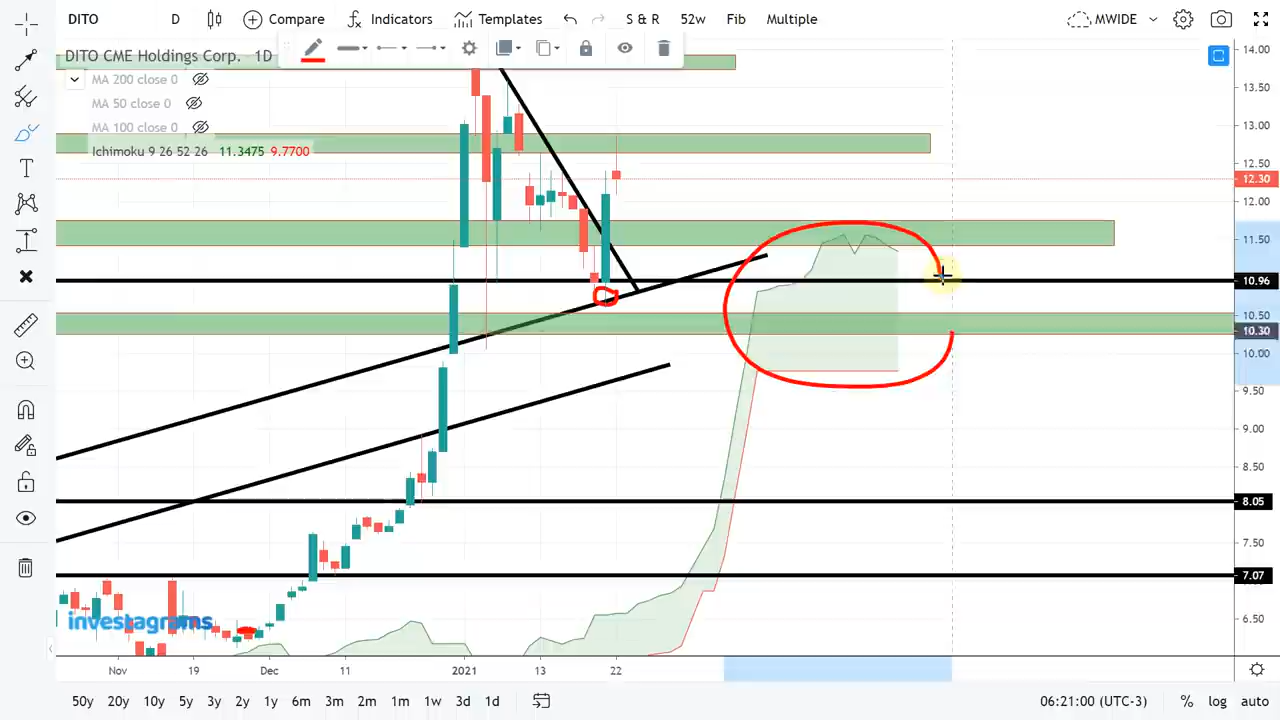 DITO D Compare Indicators Templates S & R 52w Fib Multiple MWIDE
DITO CME Holdings Corp. 1D
MA 200 close 0
MA 50 close 0
MA 100 close 0
Ichimoku 9 26 52 26 11.3475 9.7700
14.00
13.00
12.50
12.30
12.00
11.50
10.96
10.50
10.30
10.00
9.50
9.00
8.50
8.05
7.50
7.07
6.50
investagrams
Nov 19 Dec 11 2021 13 22
50y 20y 10y 5y 3y 2y 1y 6m 3m 2m 1m 1w 3d 1d 06:21:00 (UTC-3) % log auto